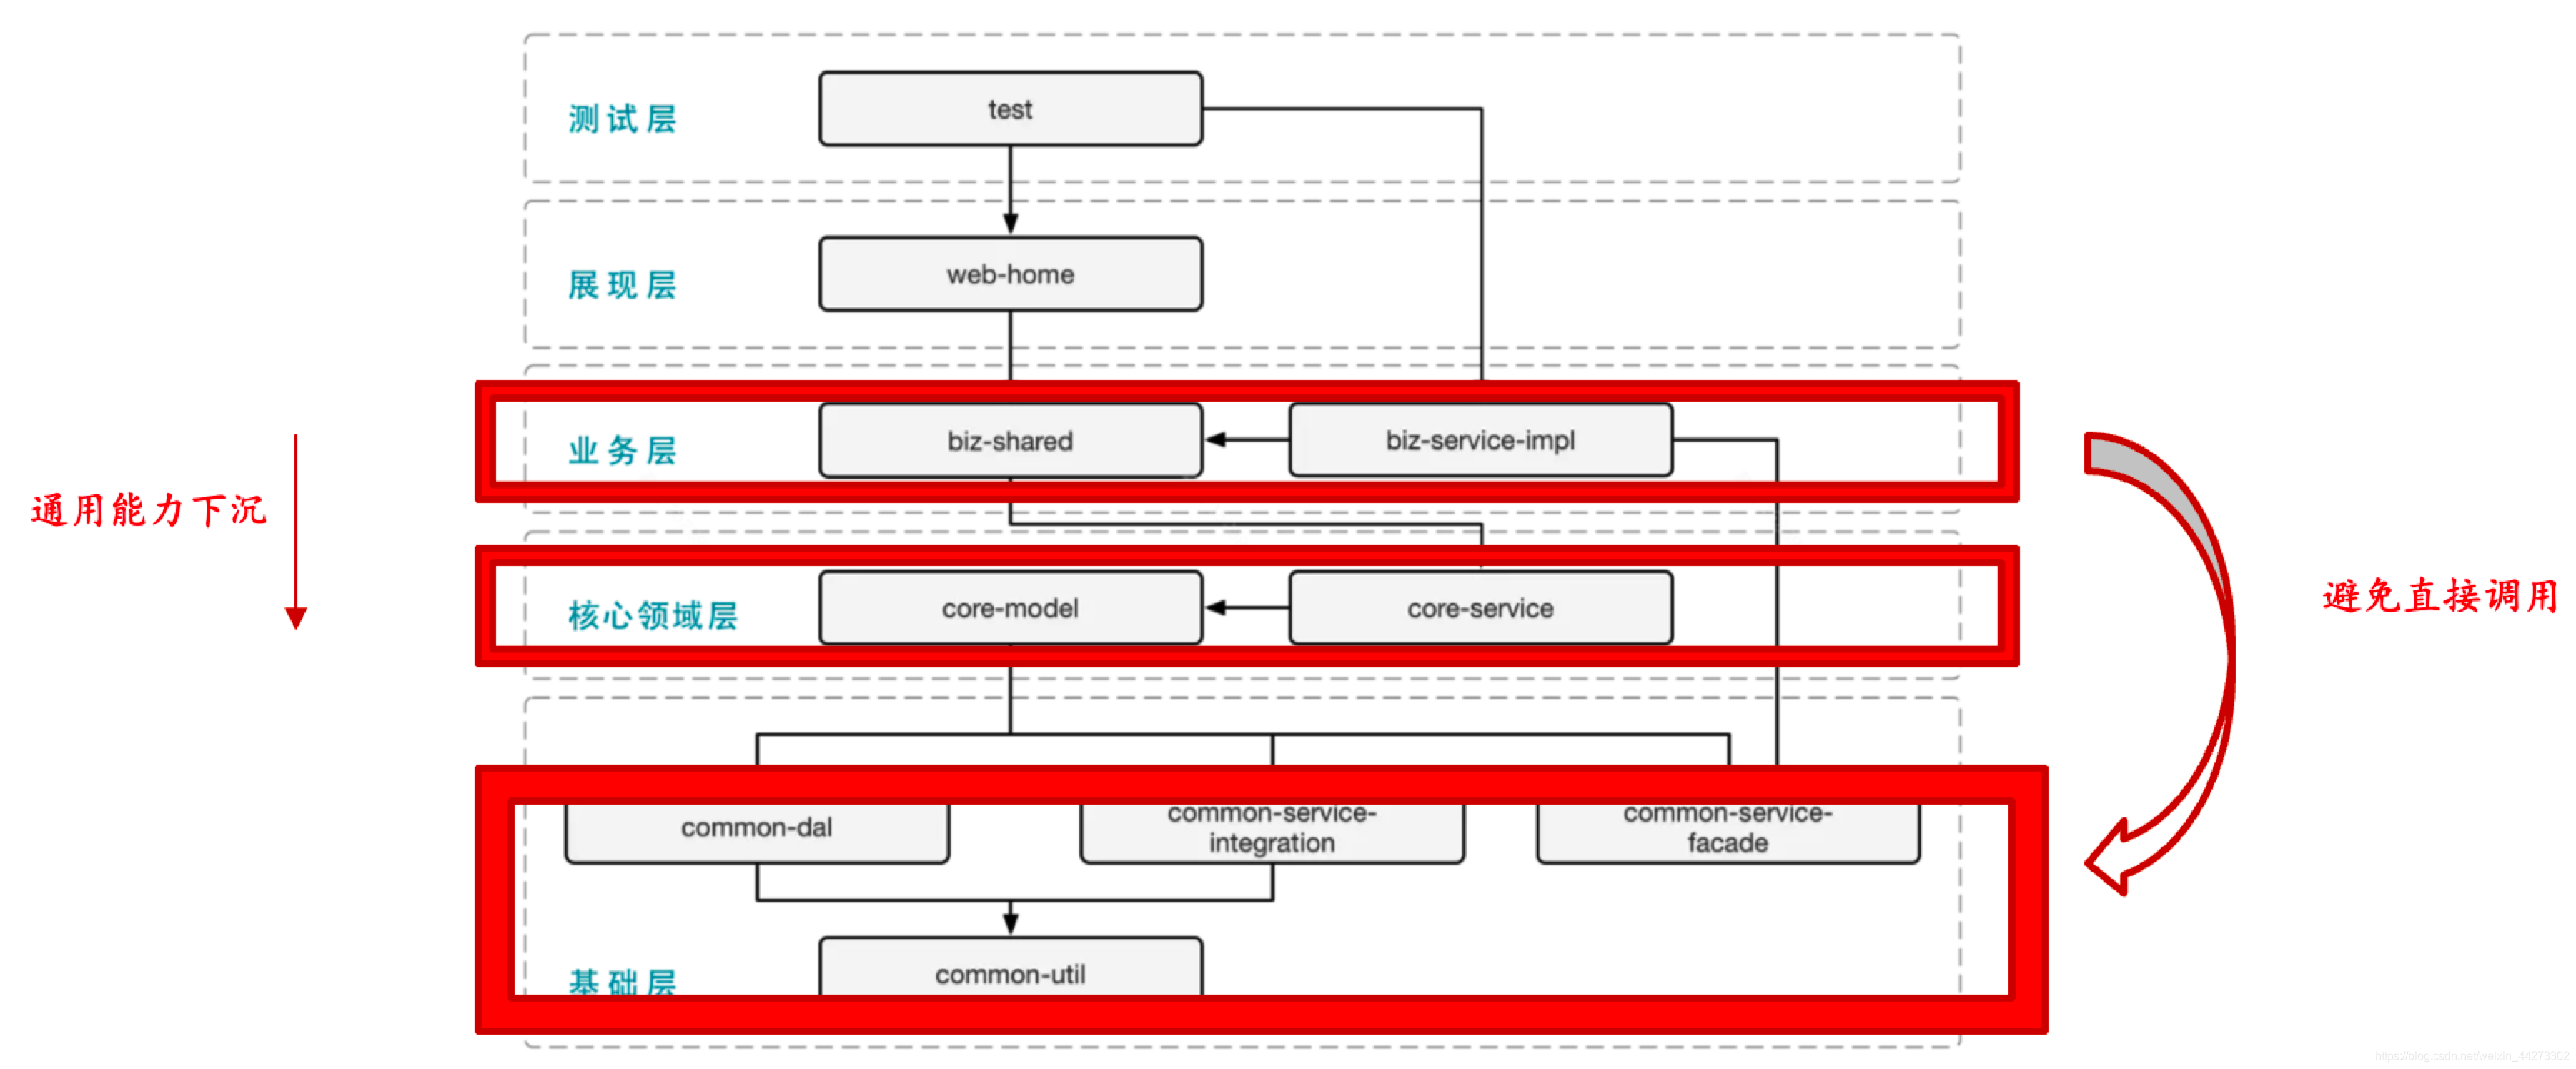 测试层
test
展现层
web-home
业务层
biz-shared
biz-service-impl
通用能力下沉
避免直接调用
核心领域层
core-model
core-service
common-dal
common-service-
integration
common-service-
facade
基础层
common-util
https://blog.csdn.net/weixin_44273302